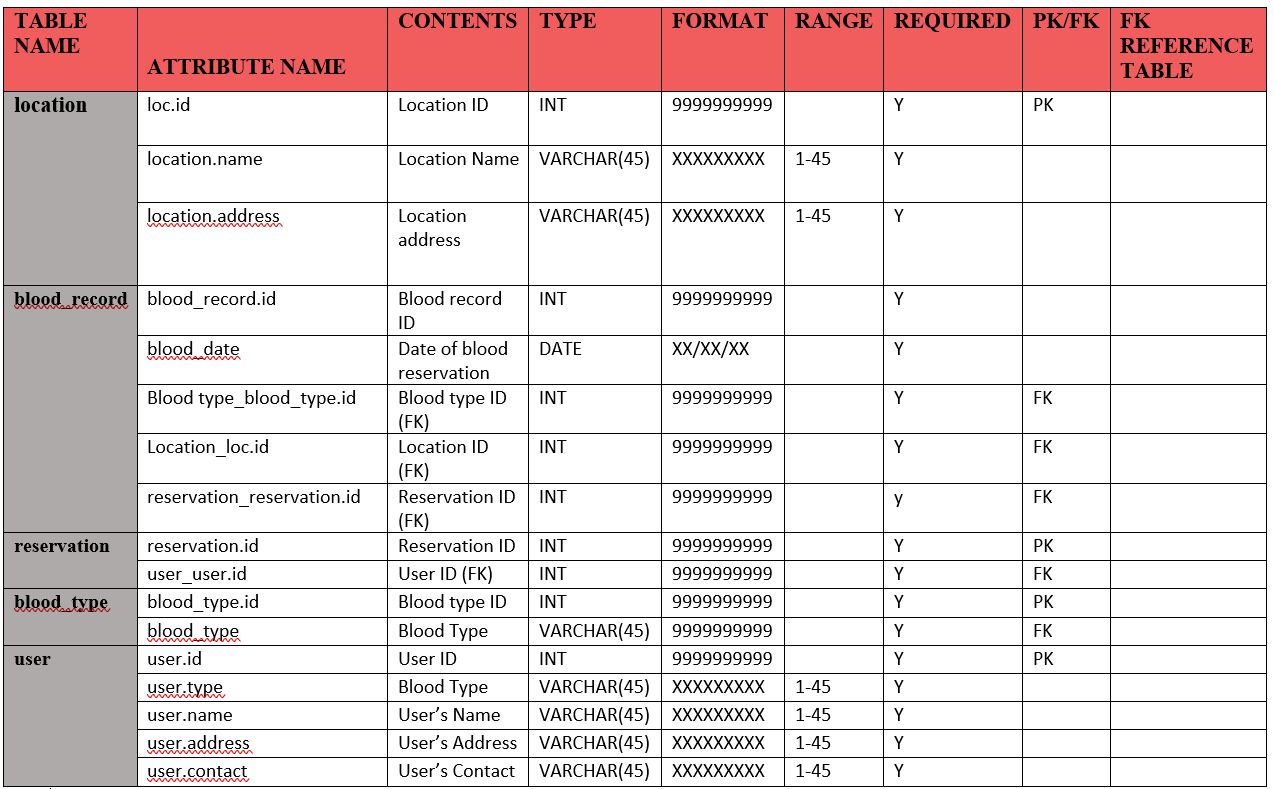 TABLE NAME ATTRIBUTE NAME CONTENTS TYPE FORMAT RANGE REQUIRED PK/FK FK REFERENCE TABLE
location loc.id Location ID INT 9999999999 Y PK
location.name Location Name VARCHAR(45) XXXXXXXXX 1-45 Y
location.address Location address VARCHAR(45) XXXXXXXXX 1-45 Y
blood_record blood_record.id Blood record ID INT 9999999999 Y
blood_date Date of blood reservation DATE XX/XX/XX Y
Blood type_blood_type.id Blood type ID (FK) INT 9999999999 Y FK
Location_loc.id Location ID (FK) INT 9999999999 Y FK
reservation_reservation.id Reservation ID (FK) INT 9999999999 y FK
reservation reservation.id Reservation ID INT 9999999999 Y PK
user_user.id User ID (FK) INT 9999999999 Y FK
blood_type blood_type.id Blood type ID INT 9999999999 Y PK
blood_type Blood Type VARCHAR(45) 9999999999 Y FK
user user.id User ID INT 9999999999 Y PK
user.type Blood Type VARCHAR(45) XXXXXXXXX 1-45 Y
user.name User’s Name VARCHAR(45) XXXXXXXXX 1-45 Y
user.address User’s Address VARCHAR(45) XXXXXXXXX 1-45 Y
user.contact User’s Contact VARCHAR(45) XXXXXXXXX 1-45 Y